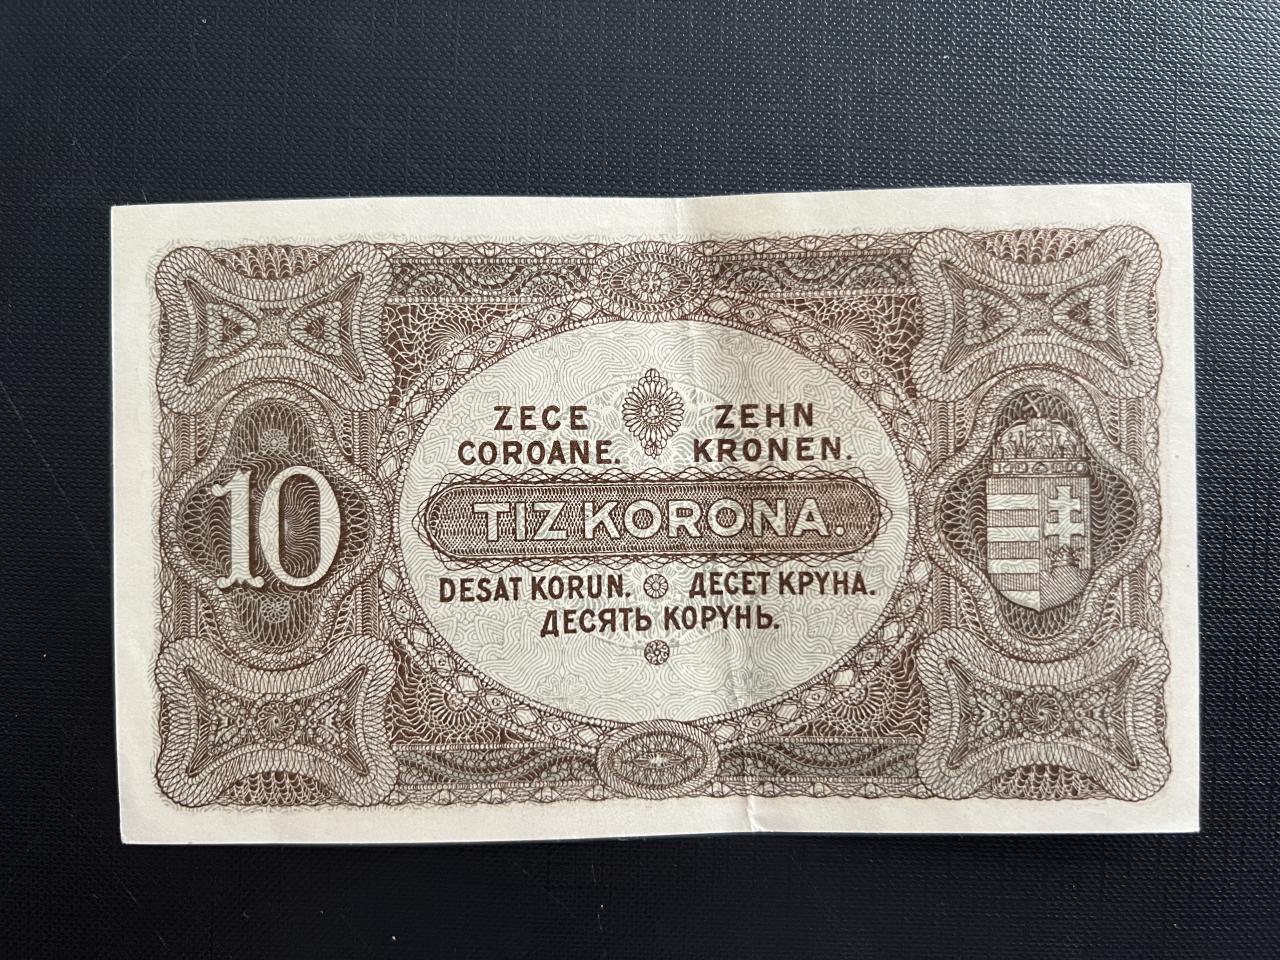 ZECE COROANE.
ZEHN KRONEN.
10
TIZ KORONA.
DESAT KORUN. ДЕСЕТ КРУНА.
ДЕСЯТЬ КОРУНЬ.